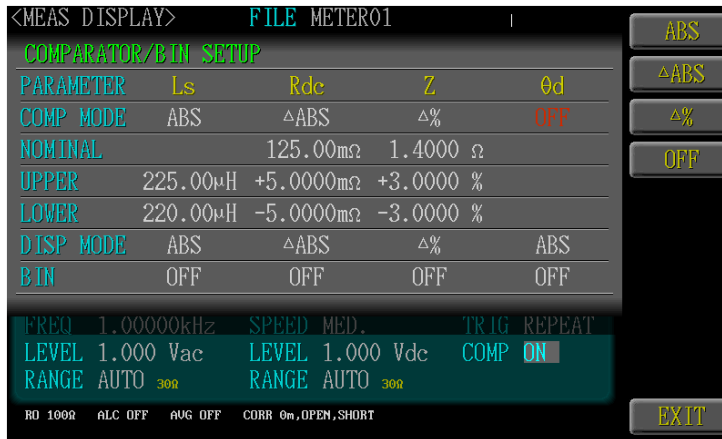 <MEAS DISPLAY> FILE METER01
ABS
COMPARATOR/BIN SETUP
△ABS
PARAMETER Ls Rdc Z θd
COMP MODE ABS △ABS △% OFF
△%
NOMINAL 125.00mΩ 1.4000 Ω
OFF
UPPER 225.00μH +5.0000mΩ +3.0000 %
LOWER 220.00μH -5.0000mΩ -3.0000 %
DISP MODE ABS △ABS △% ABS
BIN OFF OFF OFF OFF
FREQ 1.00000kHz SPEED MED. TRIG REPEAT
LEVEL 1.000 Vac LEVEL 1.000 Vdc COMP ON
RANGE AUTO 30Ω RANGE AUTO 30Ω
RO 100Ω ALC OFF AVG OFF CORR 0m,OPEN,SHORT
EXIT